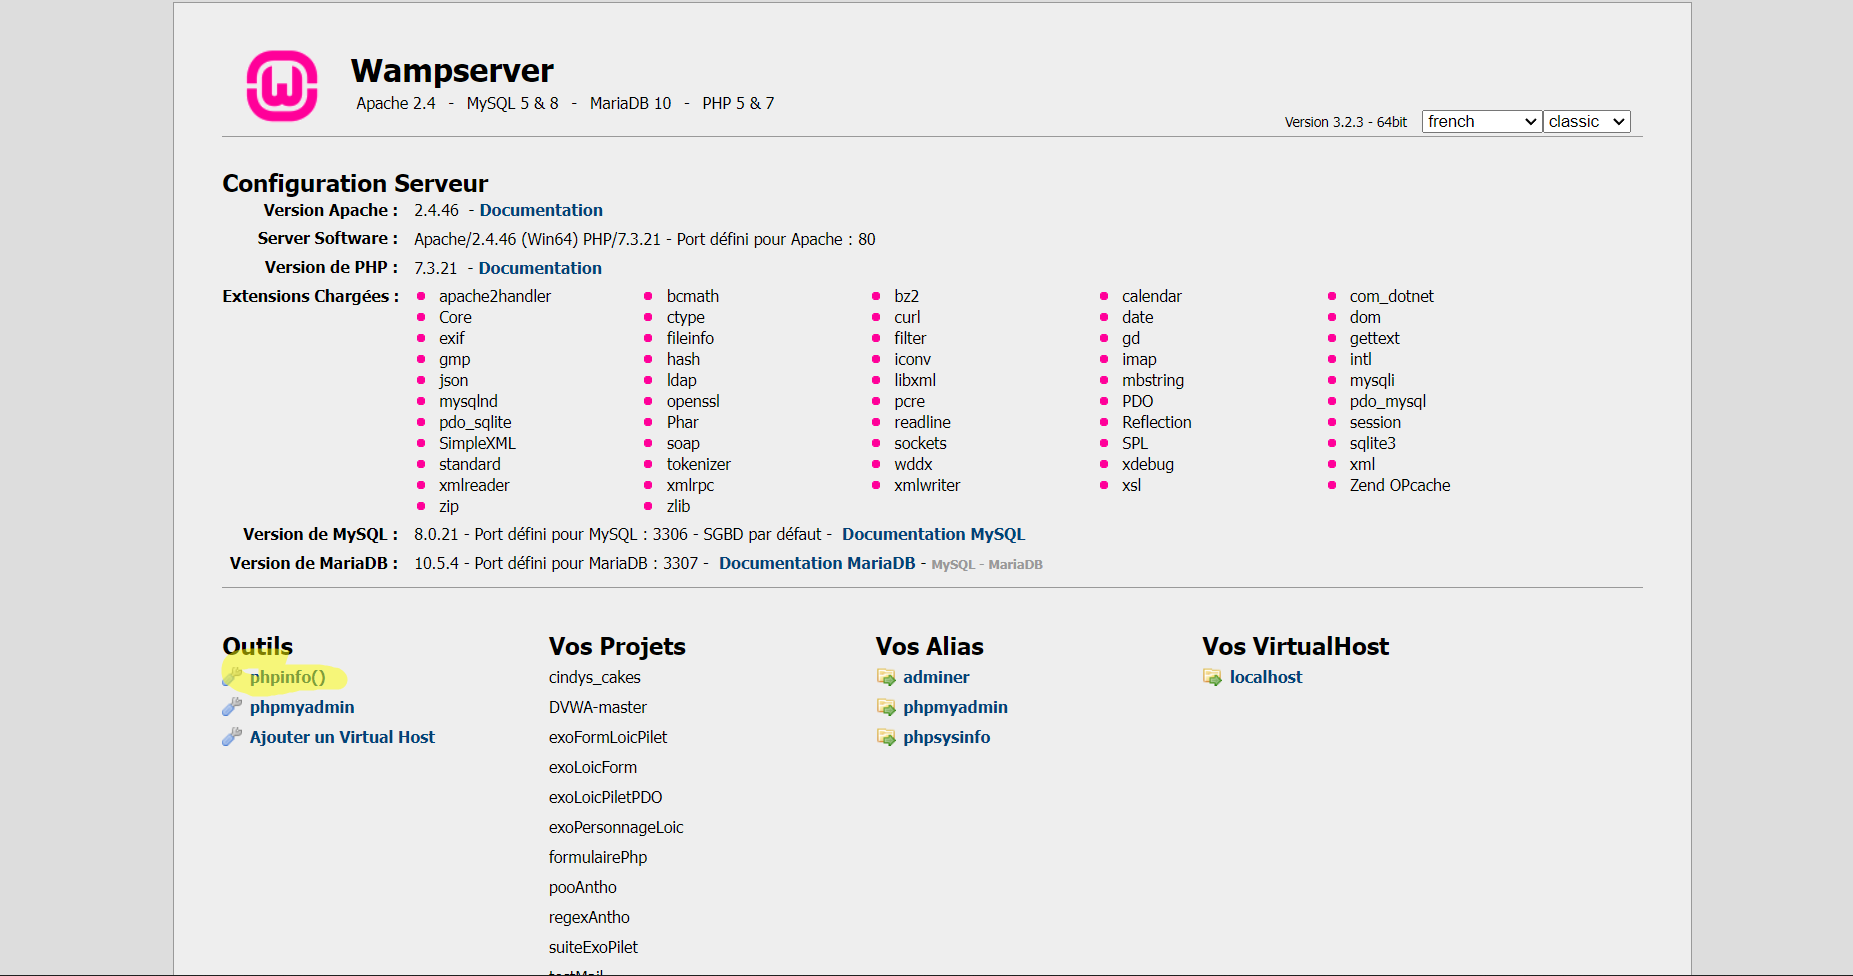 Wampserver
Apache 2.4 - MySQL 5 & 8 - MariaDB 10 - PHP 5 & 7
Version 3.2.3 - 64bit french classic
Configuration Serveur
Version Apache : 2.4.46 - Documentation
Server Software : Apache/2.4.46 (Win64) PHP/7.3.21 - Port défini pour Apache : 80
Version de PHP : 7.3.21 - Documentation
Extensions Chargées : apache2handler bcmath bz2 calendar com_dotnet
Core ctype curl date dom
exif fileinfo filter gd gettext
gmp hash iconv imap intl
json ldap libxml mbstring mysqli
mysqlnd openssl pcre PDO pdo_mysql
pdo_sqlite Phar readline Reflection session
SimpleXML soap sockets SPL sqlite3
standard tokenizer wddx xdebug xml
xmlreader xmlrpc xmlwriter xsl Zend OPcache
zip zlib
Version de MySQL : 8.0.21 - Port défini pour MySQL : 3306 - SGBD par défaut - Documentation MySQL
Version de MariaDB : 10.5.4 - Port défini pour MariaDB : 3307 - Documentation MariaDB - MySQL - MariaDB
Outils
phpinfo()
phpmyadmin
Ajouter un Virtual Host
Vos Projets
cindys_cakes
DVWA-master
exoFormLoicPilet
exoLoicForm
exoLoicPiletPDO
exoPersonnageLoic
formulairePhp
pooAntho
regexAntho
suiteExoPilet
Vos Alias
adminer
phpmyadmin
phpsysinfo
Vos VirtualHost
localhost